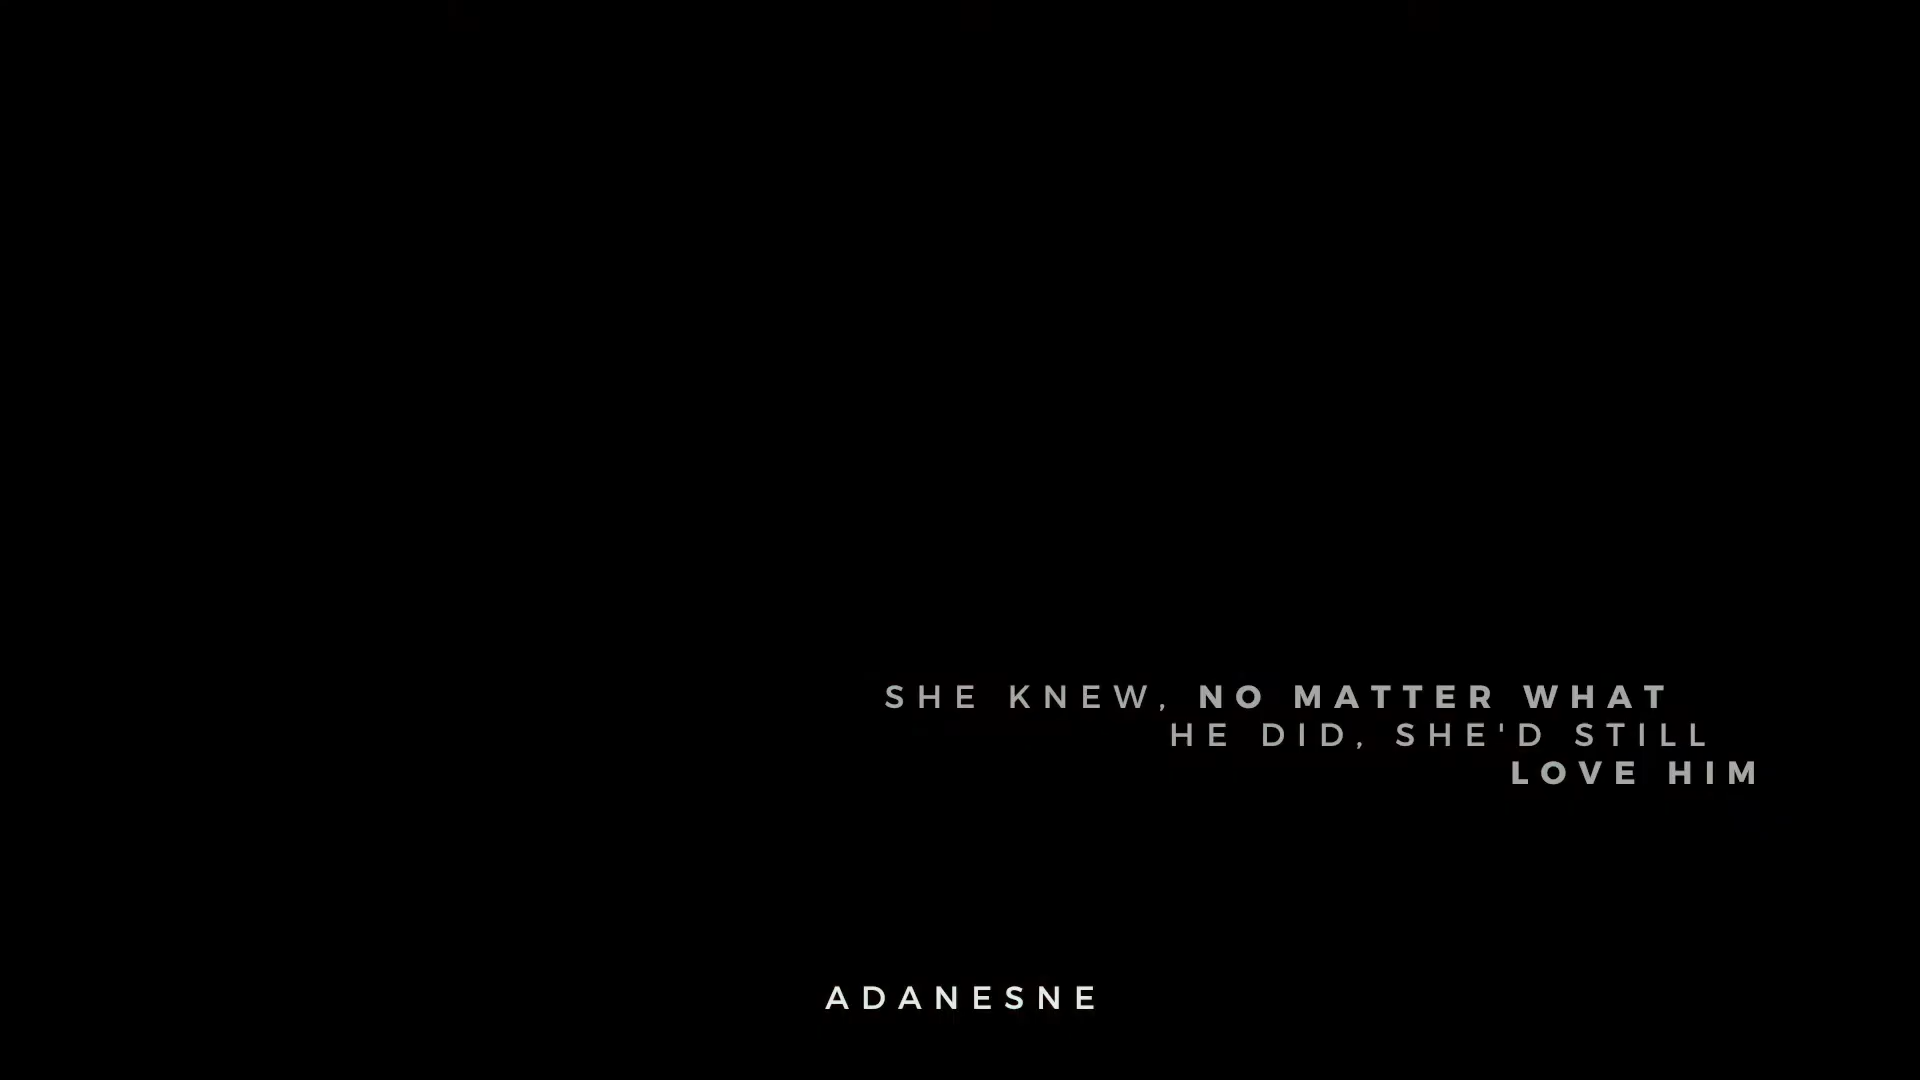 SHE KNEW, NO MATTER WHAT
HE DID, SHE'D STILL
LOVE HIM
ADANESNE